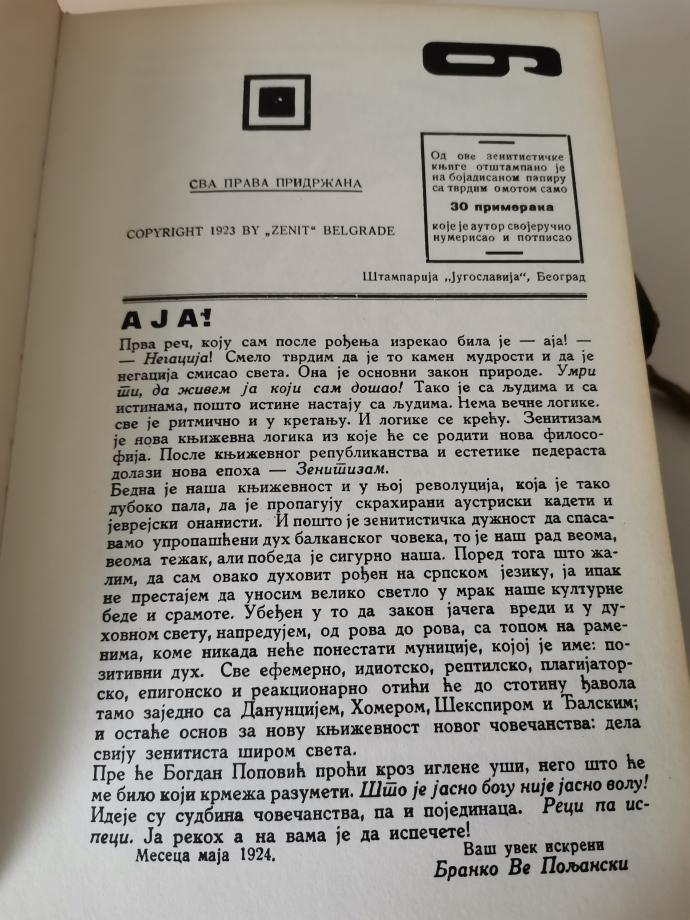 6
СВА ПРАВА ПРИДРЖАНА
COPYRIGHT 1923 BY „ZENIT“ BELGRADE
Од ове зенитистичке
књиге отштампано је
на бојадисаном папиру
са тврдим омотом само
30 примерака
које је аутор својеручно
нумерисао и потписао
Штампарија „Југославија“, Београд
АЈА!
Прва реч, коју сам после рођења изрекао била је — аја! —
— Негација! Смело тврдим да је то камен мудрости и да је
негација смисао света. Она је основни закон природе. Умри
ти, да живем ја који сам дошао! Тако је са људима и са
истинама, пошто истине настају са људима. Нема вечне логике.
све је ритмично и у кретању. И логике се крећу. Зенитизам
је нова књижевна логика из које ће се родити нова филосо-
фија. После књижевног републиканства и естетике педераста
долази нова епоха — Зенитизам.
Бедна је наша књижевност и у њој револуција, која је тако
дубоко пала, да је пропагују скрахирани аустриски кадети и
јеврејски онанисти. И пошто је зенитистичка дужност да спаса-
вамо упропашћени дух балканског човека, то је наш рад веома,
веома тежак, али победа је сигурно наша. Поред тога што жа-
лим, да сам овако духовит рођен на српском језику, ја ипак
не престајем да уносим велико светло у мрак наше културне
беде и срамоте. Убеђен у то да закон јачега вреди и у ду-
ховном свету, напредујем, од рова до рова, са топом на раме-
нима, коме никада неће понестати муниције, којој је име: по-
зитивни дух. Све ефемерно, идиотско, рептилско, плагијатор-
ско, епигонско и реакционарно отићи ће до стотину ђавола
тамо заједно са Данунцијем, Хомером, Шекспиром и Ђалским;
и остаће основ за нову књижевност новог човечанства: дела
свију зенитиста широм света.
Пре ће Богдан Поповић проћи кроз иглене уши, него што ће
ме било који крмежа разумети. Што је јасно богу није јасно волу!
Идеје су судбина човечанства, па и појединаца. Реци па ис-
пеци. Ја рекох а на вама је да испечете!
Месеца маја 1924.
Ваш увек искрени
Бранко Ве Пољански